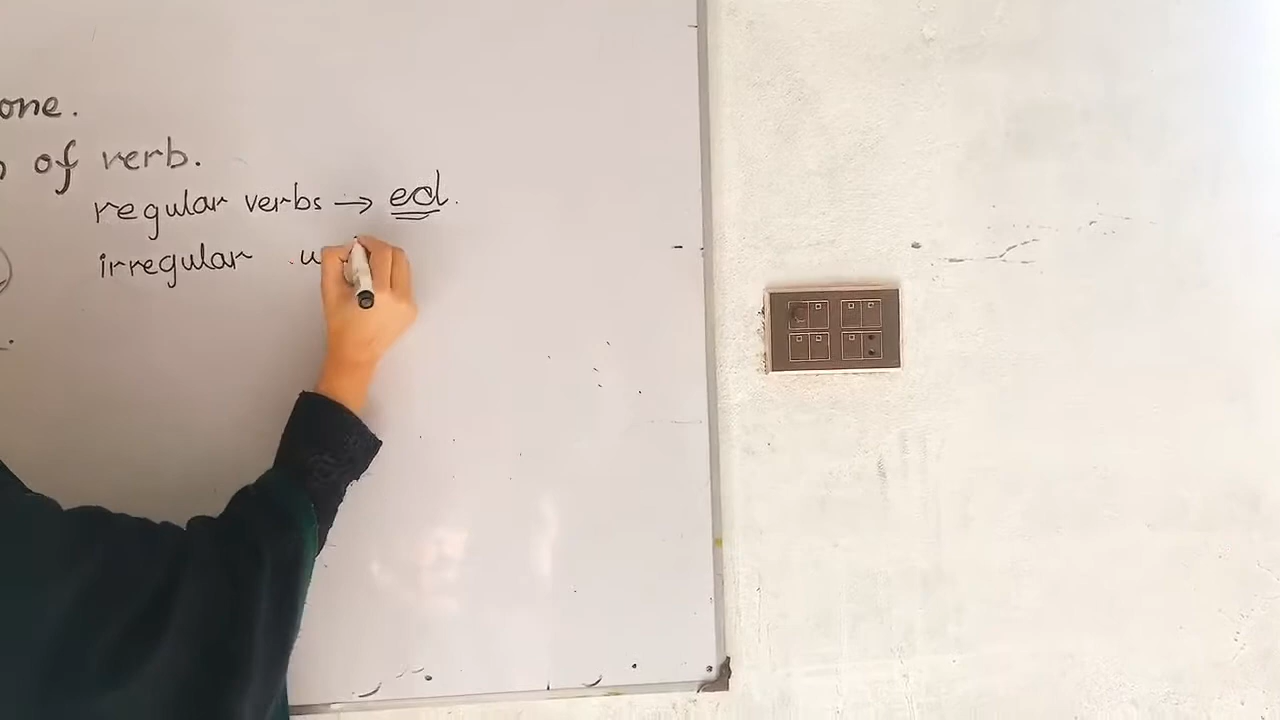 one.
of verb.
regular verbs → ed.
irregular